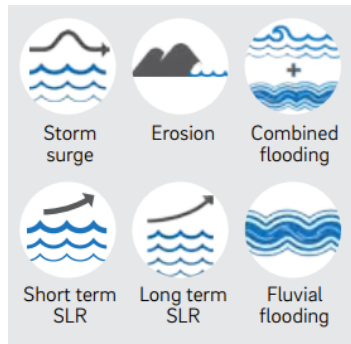 Storm
surge
Erosion
Combined
flooding
Short term
SLR
Long term
SLR
Fluvial
flooding